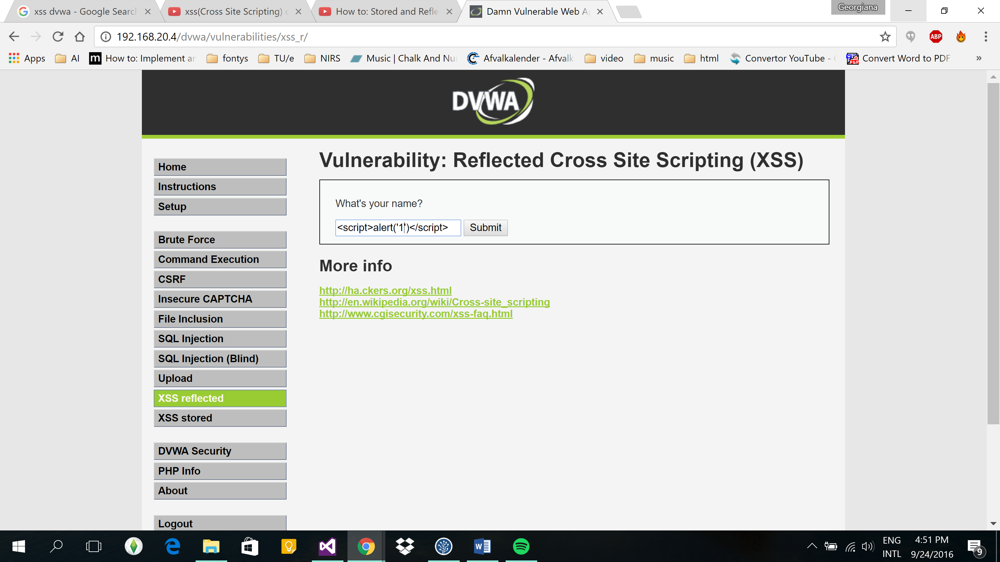 xss dvwa - Google Search
xss(Cross Site Scripting)
How to: Stored and Refle
Damn Vulnerable Web A
Georgiana
192.168.20.4/dvwa/vulnerabilities/xss_r/
ABP
Apps
AI
m How to: Implement an
fontys
TU/e
NIRS
Music | Chalk And Nu
Afvalkalender - Afvalk
video
music
html
Convertor YouTube -
Convert Word to PDF
»
DVWA
Home
Instructions
Setup
Brute Force
Command Execution
CSRF
Insecure CAPTCHA
File Inclusion
SQL Injection
SQL Injection (Blind)
Upload
XSS reflected
XSS stored
DVWA Security
PHP Info
About
Logout
Vulnerability: Reflected Cross Site Scripting (XSS)
What's your name?
<script>alert('1')</script>
Submit
More info
http://ha.ckers.org/xss.html
http://en.wikipedia.org/wiki/Cross-site_scripting
http://www.cgisecurity.com/xss-faq.html
ENG
INTL
4:51 PM
9/24/2016
9